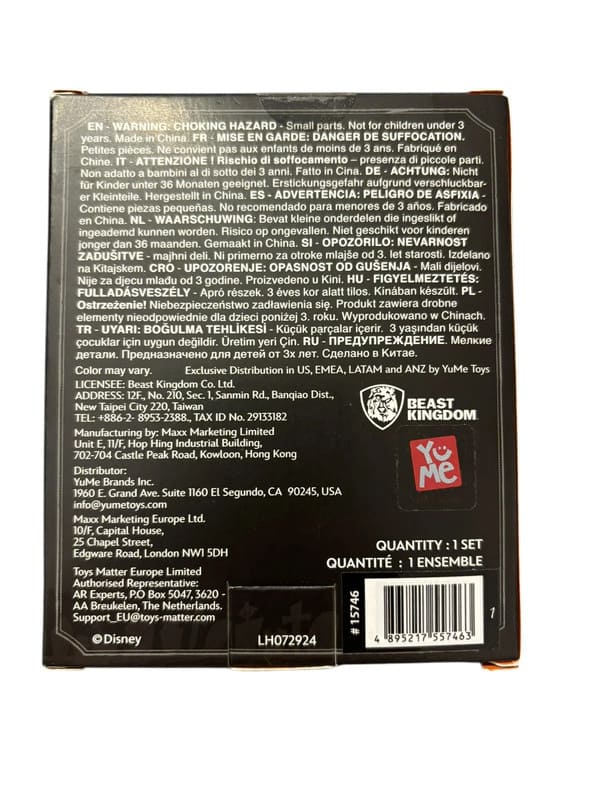 EN - WARNING: CHOKING HAZARD - Small parts. Not for children under 3
years. Made in China. FR - MISE EN GARDE: DANGER DE SUFFOCATION.
Petites pièces. Ne convient pas aux enfants de moins de 3 ans. Fabriqué en
Chine. IT - ATTENZIONE ! Rischio di soffocamento – presenza di piccole parti.
Non adatto a bambini al di sotto dei 3 anni. Fatto in Cina. DE - ACHTUNG: Nicht
für Kinder unter 36 Monaten geeignet. Erstickungsgefahr aufgrund verschluckbar-
er Kleinteile. Hergestellt in China. ES - ADVERTENCIA: PELIGRO DE ASFIXIA -
Contiene piezas pequeñas. No recomendado para menores de 3 años. Fabricado
en China. NL - WAARSCHUWING: Bevat kleine onderdelen die ingeslikt of
ingeademd kunnen worden. Risico op ongevallen. Niet geschikt voor kinderen
jonger dan 36 maanden. Gemaakt in China. SI - OPOZORILO: NEVARNOST
ZADUŠITVE - majhni deli. Ni primerno za otroke mlajše od 3. let starosti. Izdelano
na Kitajskem. CRO - UPOZORENJE: OPASNOST OD GUŠENJA - Mali dijelovi.
Nije za djecu mlađu od 3 godine. Proizvedeno u Kini. HU - FIGYELMEZTETÉS:
FULLADÁSVESZÉLY - Apró részek. 3 éves kor alatt tilos. Kínában készült. PL -
Ostrzeżenie! Niebezpieczeństwo zadławienia się. Produkt zawiera drobne
elementy nieodpowiednie dla dzieci poniżej 3 roku. Wyprodukowano w Chinach.
TR - UYARI: BOĞULMA TEHLİKESİ - Küçük parçalar içerir. 3 yaşından küçük
çocuklar için uygun değildir. Üretim yeri Çin. RU - ПРЕДУПРЕЖДЕНИЕ. Мелкие
детали. Предназначено для детей от 3х лет. Сделано в Китае.
Color may vary. Exclusive Distribution in US, EMEA, LATAM and ANZ by YuMe Toys
LICENSEE: Beast Kingdom Co. Ltd.
ADDRESS: 12F., No. 210, Sec. 1, Sanmin Rd., Banqiao Dist.,
New Taipei City 220, Taiwan
TEL: +886-2- 8953-2388., TAX ID No. 29133182
BEAST
KINGDOM
Manufacturing by: Maxx Marketing Limited
Unit E, 11/F, Hop Hing Industrial Building,
702-704 Castle Peak Road, Kowloon, Hong Kong
YuMe
Distributor:
YuMe Brands Inc.
1960 E. Grand Ave. Suite 1160 El Segundo, CA 90245, USA
info@yumetoys.com
Maxx Marketing Europe Ltd.
10/F, Capital House,
25 Chapel Street,
Edgware Road, London NW1 5DH
QUANTITY : 1 SET
QUANTITÉ : 1 ENSEMBLE
Toys Matter Europe Limited
Authorised Representative:
AR Experts, P.O Box 5047, 3620 -
AA Breukelen, The Netherlands.
Support_EU@toys-matter.com
©Disney
LH072924
# 15746
4 895217 557463
1